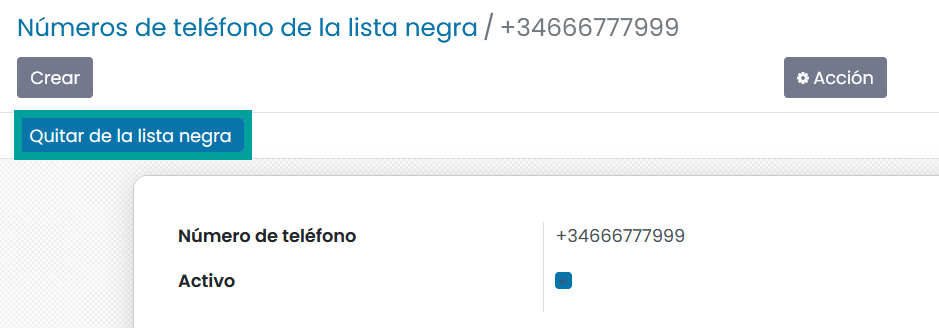 Números de teléfono de la lista negra / +34666777999
Crear
Acción
Quitar de la lista negra
Número de teléfono
+34666777999
Activo